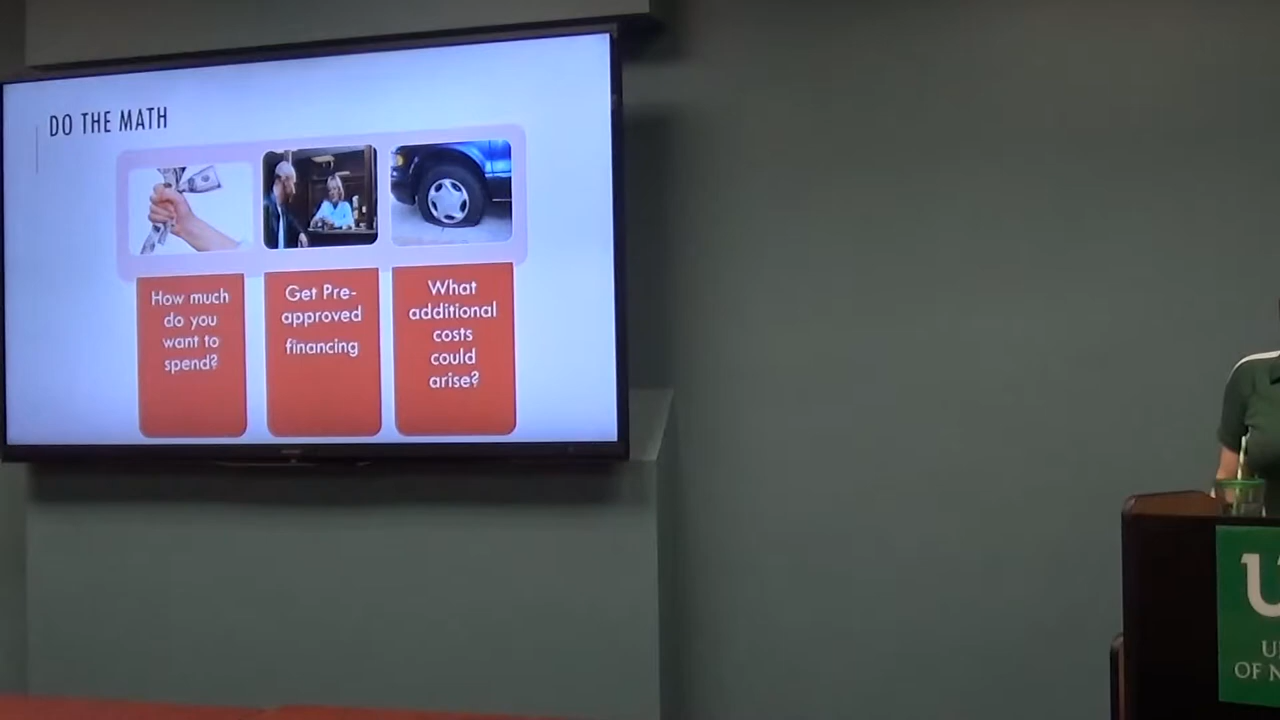 DO THE MATH
How much
do you
want to
spend?
Get Pre-
approved
financing
What
additional
costs
could
arise?
U
OF N